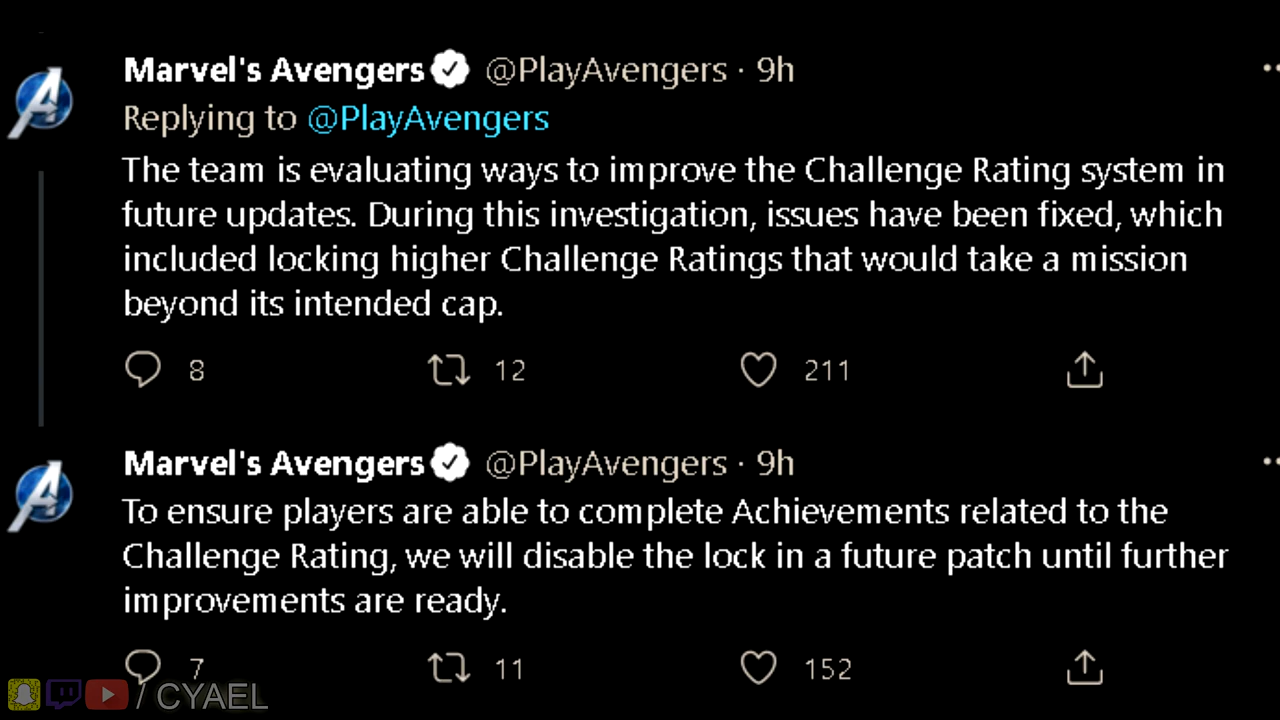 Marvel's Avengers @PlayAvengers · 9h
Replying to @PlayAvengers
The team is evaluating ways to improve the Challenge Rating system in
future updates. During this investigation, issues have been fixed, which
included locking higher Challenge Ratings that would take a mission
beyond its intended cap.
8 12 211
Marvel's Avengers @PlayAvengers · 9h
To ensure players are able to complete Achievements related to the
Challenge Rating, we will disable the lock in a future patch until further
improvements are ready.
7 11 152
/ CYAEL